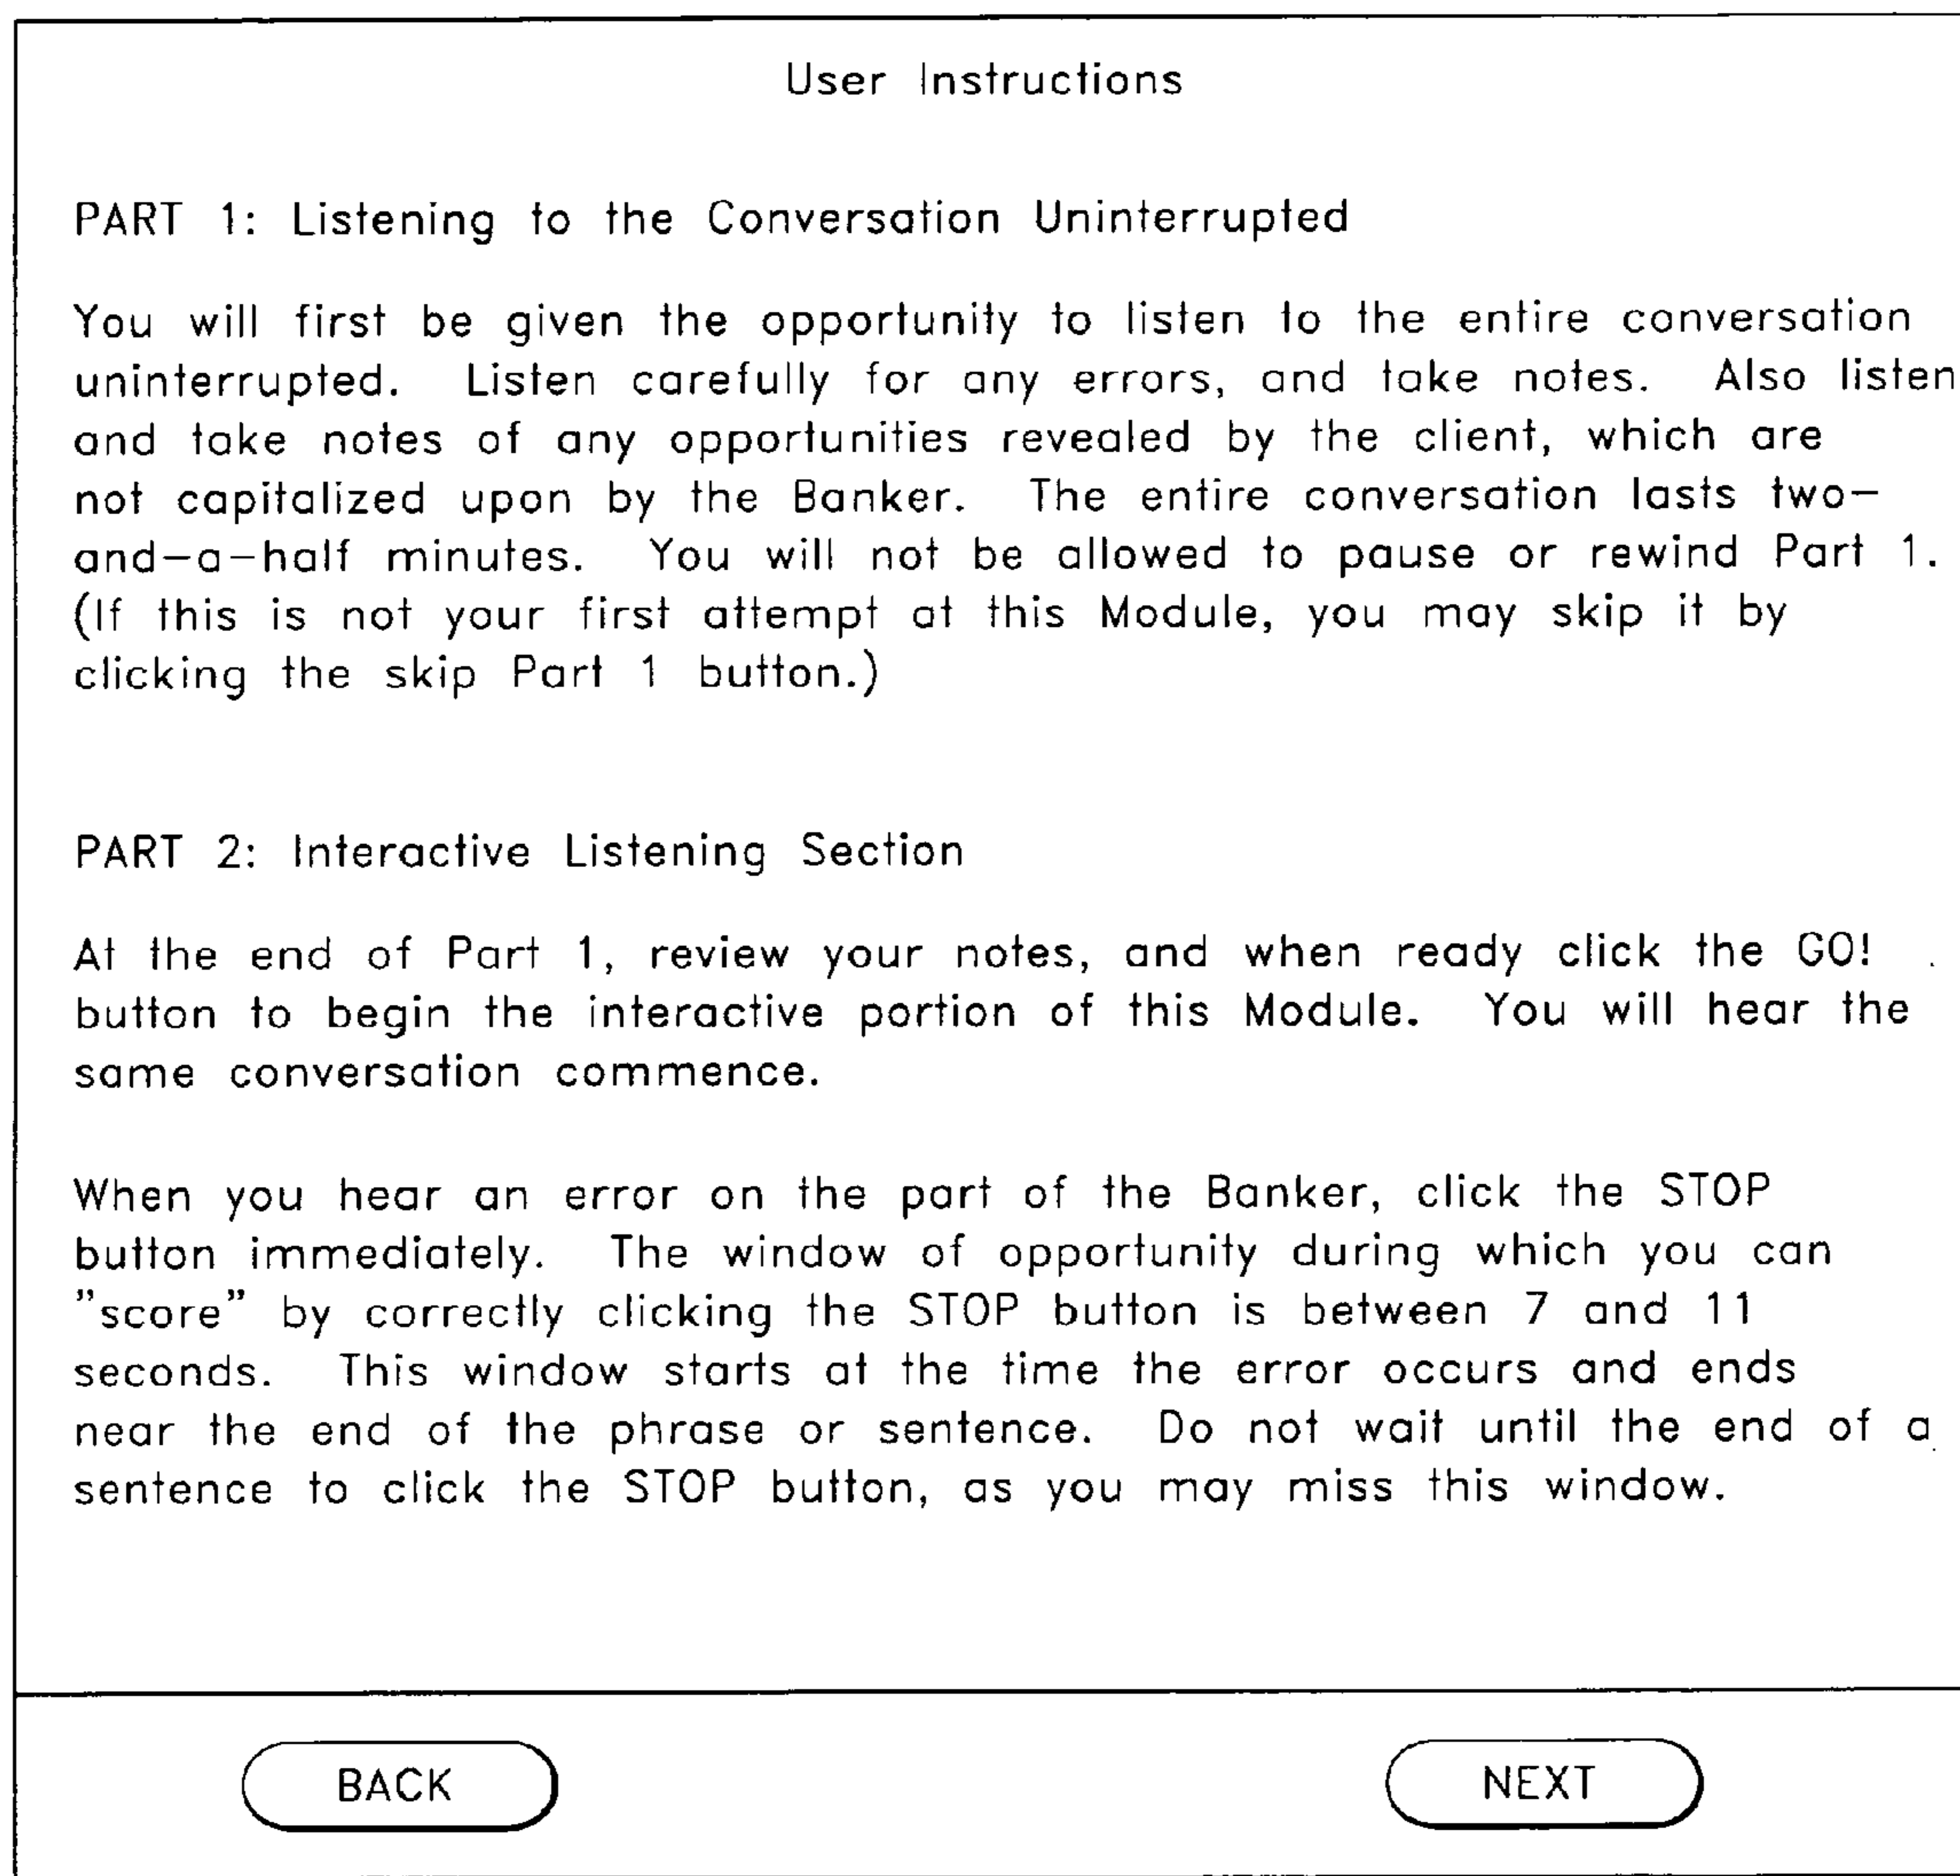 User Instructions
PART 1: Listening to the Conversation Uninterrupted
You will first be given the opportunity to listen to the entire conversation
uninterrupted. Listen carefully for any errors, and take notes. Also listen
and take notes of any opportunities revealed by the client, which are
not capitalized upon by the Banker. The entire conversation lasts two-
and-a-half minutes. You will not be allowed to pause or rewind Part 1.
(If this is not your first attempt at this Module, you may skip it by
clicking the skip Part 1 button.)
PART 2: Interactive Listening Section
At the end of Part 1, review your notes, and when ready click the GO!
button to begin the interactive portion of this Module. You will hear the
same conversation commence.
When you hear an error on the part of the Banker, click the STOP
button immediately. The window of opportunity during which you can
"score" by correctly clicking the STOP button is between 7 and 11
seconds. This window starts at the time the error occurs and ends
near the end of the phrase or sentence. Do not wait until the end of a
sentence to click the STOP button, as you may miss this window.
BACK
NEXT